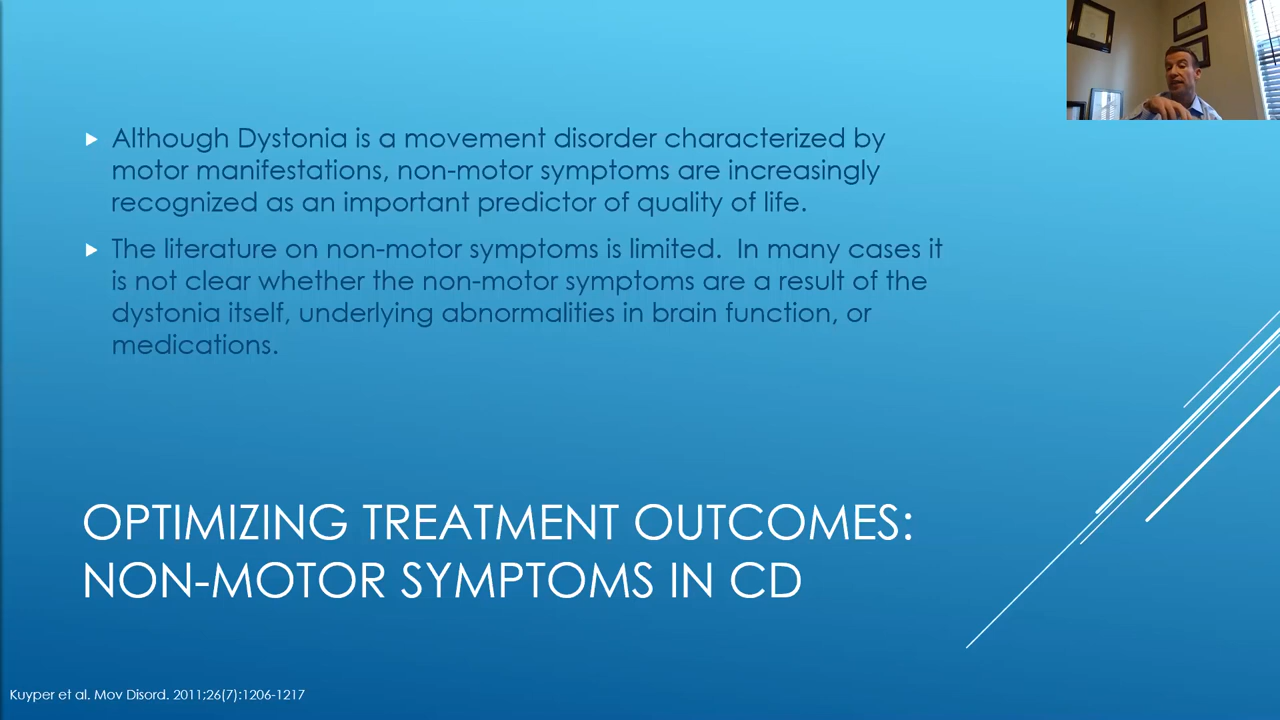 Although Dystonia is a movement disorder characterized by
motor manifestations, non-motor symptoms are increasingly
recognized as an important predictor of quality of life.
The literature on non-motor symptoms is limited.  In many cases it
is not clear whether the non-motor symptoms are a result of the
dystonia itself, underlying abnormalities in brain function, or
medications.
OPTIMIZING TREATMENT OUTCOMES:
NON-MOTOR SYMPTOMS IN CD
Kuyper et al. Mov Disord. 2011;26(7):1206-1217